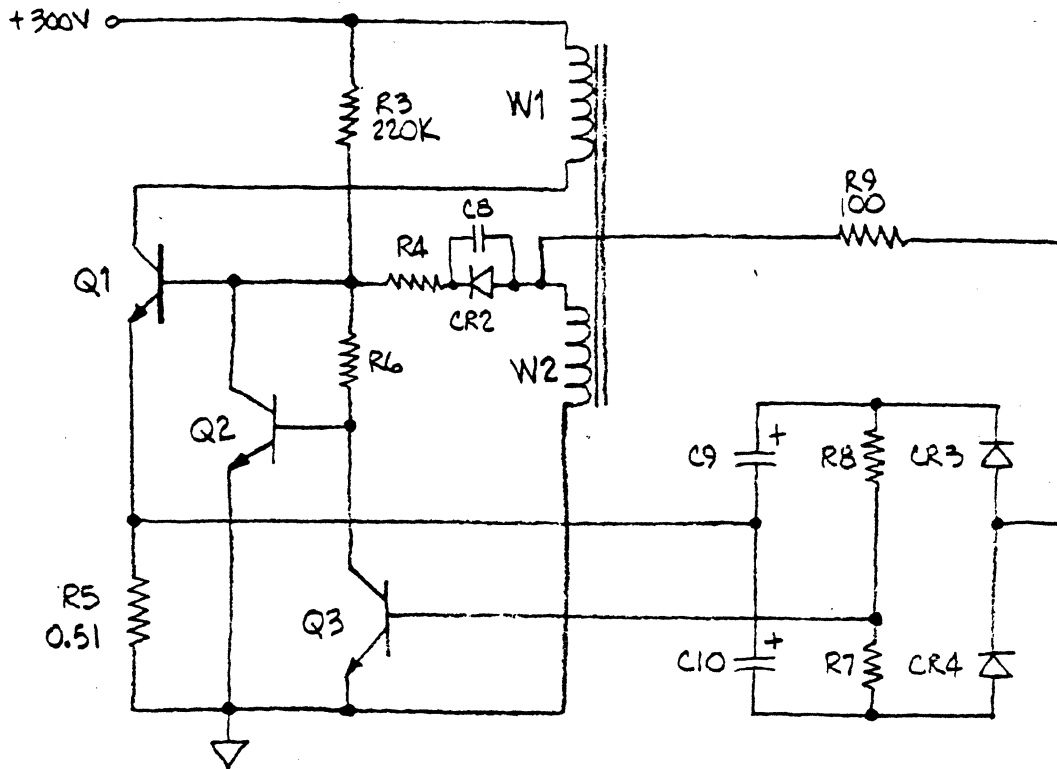 +300V
R3
220K
W1
R9
100
C8
R4
Q1
CR2
R6
W2
Q2
C9
+
R8
CR3
R5
0.51
Q3
C10
+
R7
CR4